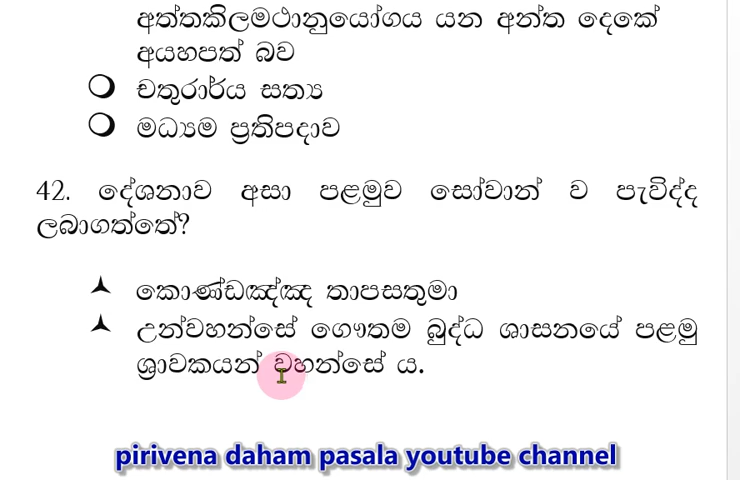 අත්තකිලමථානුයෝගය යන අන්ත දෙකේ
අයහපත් බව
චතුරාර්ය සත්‍ය
මධ්‍යම ප්‍රතිපදාව
42. දේශනාව අසා පළමුව සෝවාන් ව පැවිද්ද
ලබාගත්තේ?
කොණ්ඩඤ්ඤ තාපසතුමා
උන්වහන්සේ ගෞතම බුද්ධ ශාසනයේ පළමු
ශ්‍රාවකයන් වහන්සේ ය.
pirivena daham pasala youtube channel